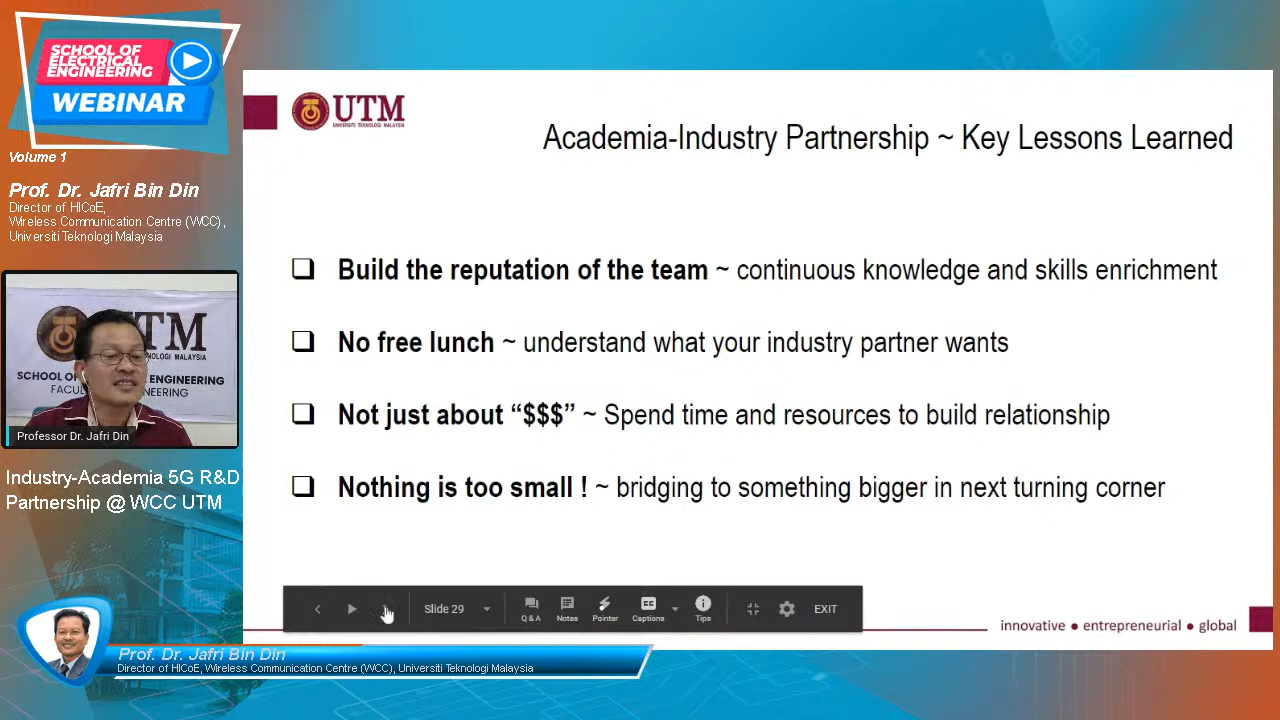 SCHOOL OF
ELECTRICAL
ENGINEERING
WEBINAR
Volume 1
Prof. Dr. Jafri Bin Din
Director of HICoE,
Wireless Communication Centre (WCC),
Universiti Teknologi Malaysia
UTM
UNIVERSITI TEKNOLOGI MALAYSIA
Academia-Industry Partnership ~ Key Lessons Learned
❑ Build the reputation of the team ~ continuous knowledge and skills enrichment
❑ No free lunch ~ understand what your industry partner wants
❑ Not just about “$$$” ~ Spend time and resources to build relationship
❑ Nothing is too small ! ~ bridging to something bigger in next turning corner
UTM
MALAYSIA
SCHOOL OF ENGINEERING
Professor Dr. Jafri Din
Industry-Academia 5G R&D
Partnership @ WCC UTM
Slide 29
Q & A
Notes
Pointer
Captions
Tips
EXIT
innovative ● entrepreneurial ● global
Prof. Dr. Jafri Bin Din
Director of HICoE, Wireless Communication Centre (WCC), Universiti Teknologi Malaysia